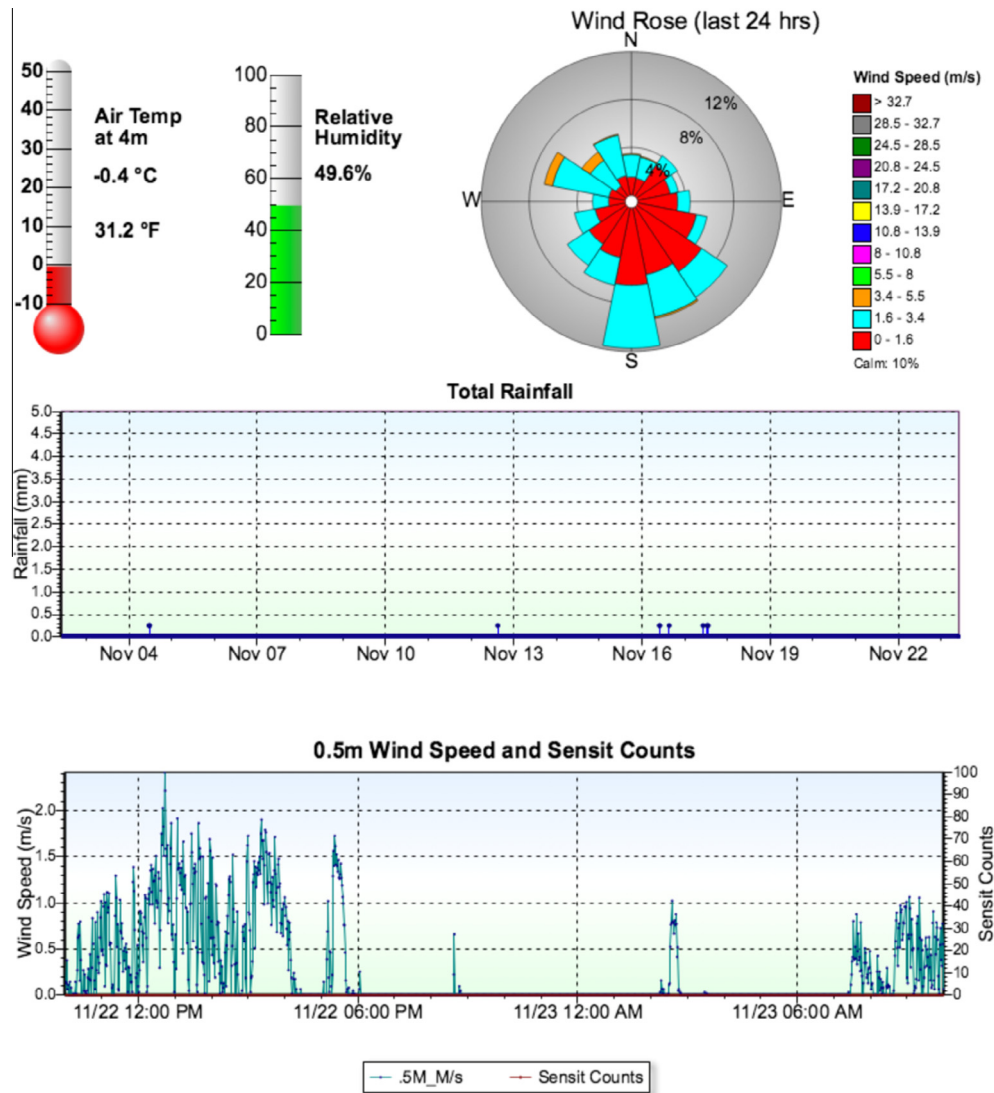 Wind Rose (last 24 hrs)
N
W
E
S
12%
8%
4%
50
40
30
20
10
0
-10
Air Temp
at 4m
-0.4 °C
31.2 °F
100
80
60
40
20
0
Relative
Humidity
49.6%
Wind Speed (m/s)
> 32.7
28.5 - 32.7
24.5 - 28.5
20.8 - 24.5
17.2 - 20.8
13.9 - 17.2
10.8 - 13.9
8 - 10.8
5.5 - 8
3.4 - 5.5
1.6 - 3.4
0 - 1.6
Calm: 10%
Total Rainfall
Rainfall (mm)
5.0
4.5
4.0
3.5
3.0
2.5
2.0
1.5
1.0
0.5
0.0
Nov 04 Nov 07 Nov 10 Nov 13 Nov 16 Nov 19 Nov 22
0.5m Wind Speed and Sensit Counts
Wind Speed (m/s)
2.0
1.5
1.0
0.5
0.0
100
90
80
70
60
50
40
30
20
10
0
Sensit Counts
11/22 12:00 PM 11/22 06:00 PM 11/23 12:00 AM 11/23 06:00 AM
.5M_M/s Sensit Counts